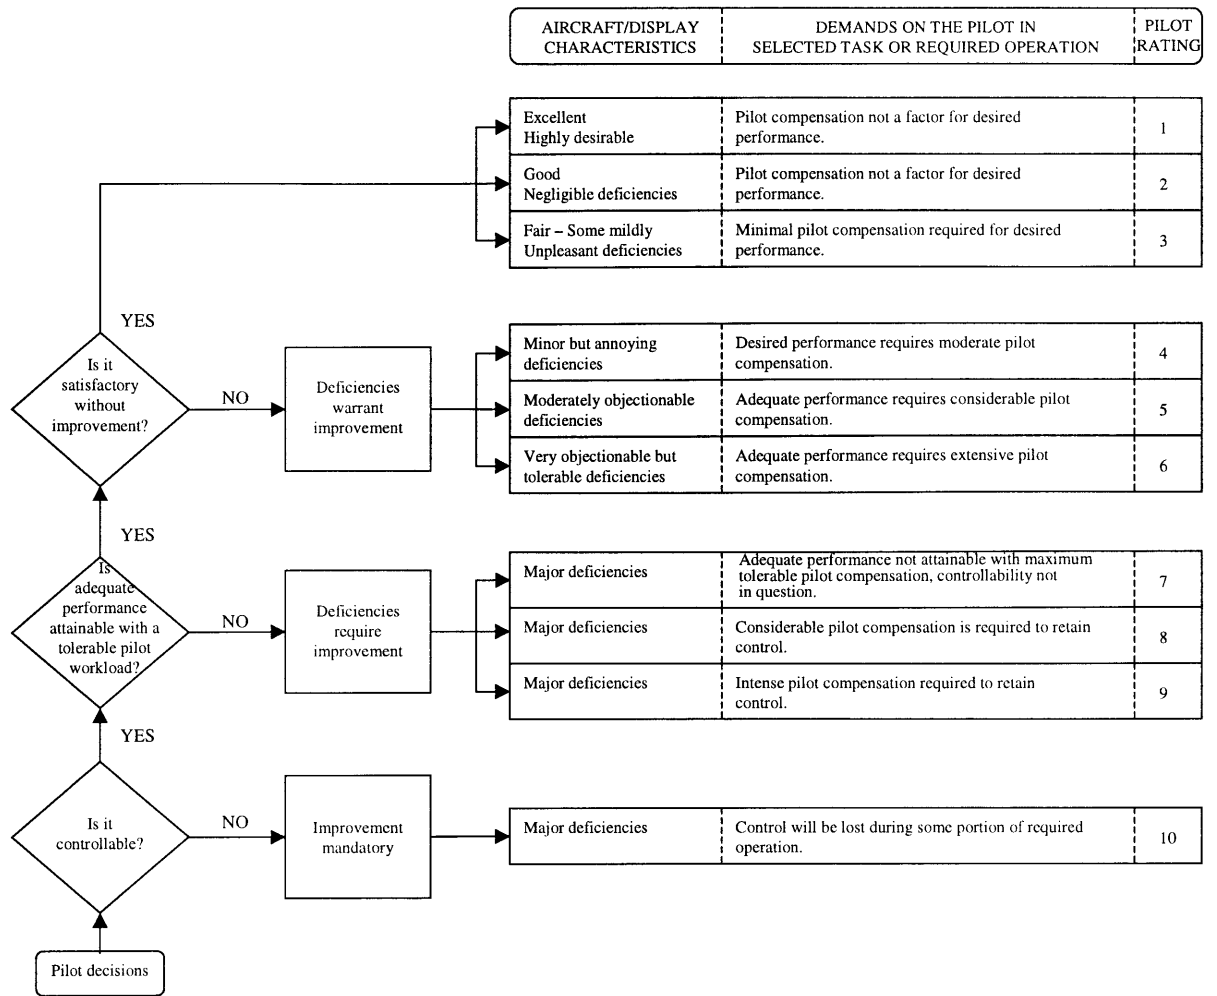 AIRCRAFT/DISPLAY
CHARACTERISTICS
DEMANDS ON THE PILOT IN
SELECTED TASK OR REQUIRED OPERATION
PILOT
RATING
Excellent
Highly desirable
Pilot compensation not a factor for desired
performance.
1
Good
Negligible deficiencies
Pilot compensation not a factor for desired
performance.
2
Fair – Some mildly
Unpleasant deficiencies
Minimal pilot compensation required for desired
performance.
3
YES
Is it
satisfactory
without
improvement?
NO
Deficiencies
warrant
improvement
Minor but annoying
deficiencies
Desired performance requires moderate pilot
compensation.
4
Moderately objectionable
deficiencies
Adequate performance requires considerable pilot
compensation.
5
Very objectionable but
tolerable deficiencies
Adequate performance requires extensive pilot
compensation.
6
YES
Is
adequate
performance
attainable with a
tolerable pilot
workload?
NO
Deficiencies
require
improvement
Major deficiencies
Adequate performance not attainable with maximum
tolerable pilot compensation, controllability not
in question.
7
Major deficiencies
Considerable pilot compensation is required to retain
control.
8
Major deficiencies
Intense pilot compensation required to retain
control.
9
YES
Is it
controllable?
NO
Improvement
mandatory
Major deficiencies
Control will be lost during some portion of required
operation.
10
Pilot decisions